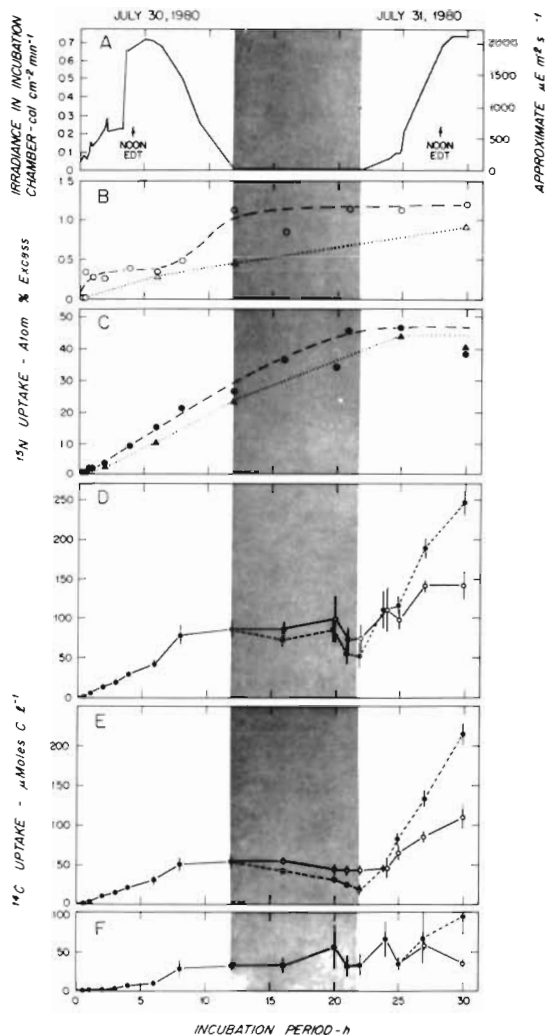 JULY 30, 1980
JULY 31, 1980
IRRADIANCE IN INCUBATION
CHAMBER-cal cm⁻² min⁻¹
0.7
0.6
0.5
0.4
0.3
0.2
0.1
0
A
NOON
EDT
NOON
EDT
2000
1500
1000
500
0
APPROXIMATE µE m² s⁻¹
¹⁵N UPTAKE - Atom % Excess
1.5
1.0
0.5
0
B
50
40
30
20
1.0
0
C
¹⁴C UPTAKE - µMoles C ℓ⁻¹
250
200
150
100
50
0
D
200
150
100
50
0
E
100
50
0
F
0 5 10 15 20 25 30
INCUBATION PERIOD-h